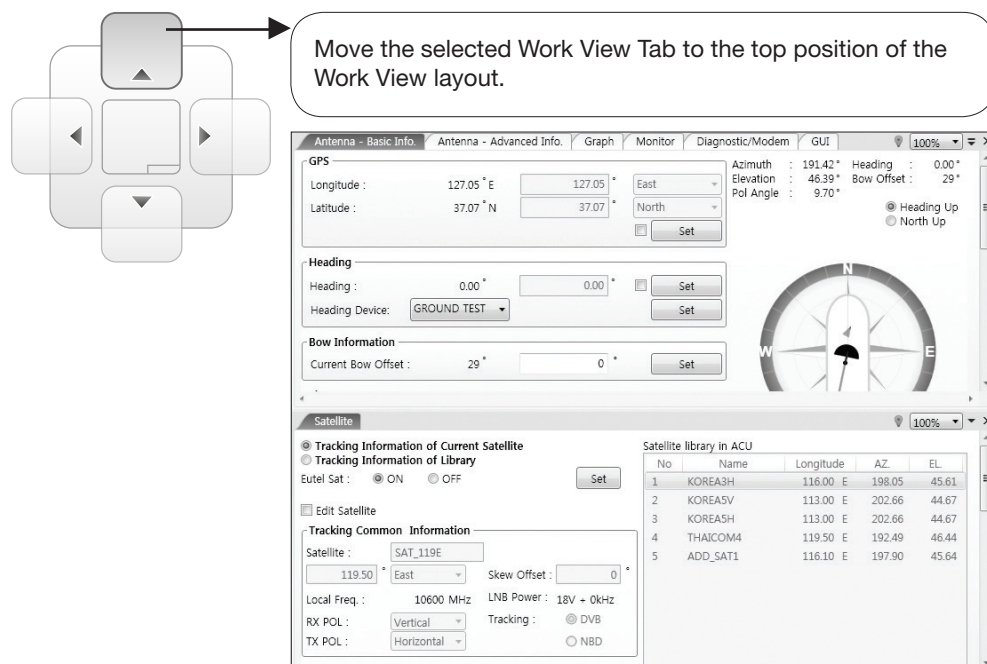 Move the selected Work View Tab to the top position of the
Work View layout.
Antenna - Basic Info. Antenna - Advanced Info. Graph Monitor Diagnostic/Modem GUI 100%
GPS
Longitude : 127.05 ° E 127.05 ° East
Latitude : 37.07 ° N 37.07 ° North
Set
Azimuth : 191.42° Heading : 0.00°
Elevation : 46.39° Bow Offset : 29°
Pol Angle : 9.70°
Heading Up
North Up
Heading
Heading : 0.00 ° 0.00 ° Set
Heading Device: GROUND TEST Set
Bow Information
Current Bow Offset : 29 ° 0 ° Set
N
W E
Satellite 100%
Tracking Information of Current Satellite
Tracking Information of Library
Eutel Sat : ON OFF Set
Edit Satellite
Tracking Common Information
Satellite : SAT_119E
119.50 ° East Skew Offset : 0 °
Local Freq. : 10600 MHz LNB Power : 18V + 0kHz
RX POL : Vertical Tracking : DVB
TX POL : Horizontal NBD
Satellite library in ACU
No Name Longitude AZ. EL.
1 KOREA3H 116.00 E 198.05 45.61
2 KOREA5V 113.00 E 202.66 44.67
3 KOREA5H 113.00 E 202.66 44.67
4 THAICOM4 119.50 E 192.49 46.44
5 ADD_SAT1 116.10 E 197.90 45.64